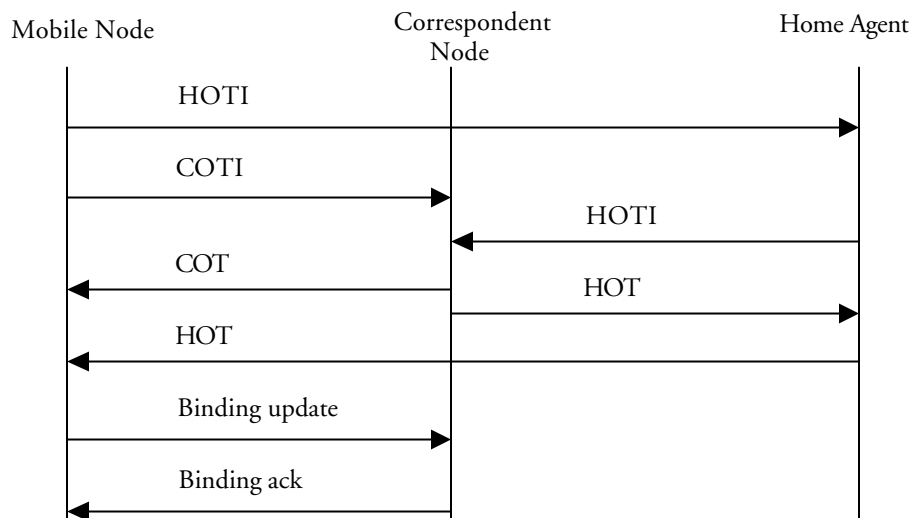 Mobile Node
Correspondent
Node
Home Agent
HOTI
COTI
HOTI
COT
HOT
HOT
Binding update
Binding ack